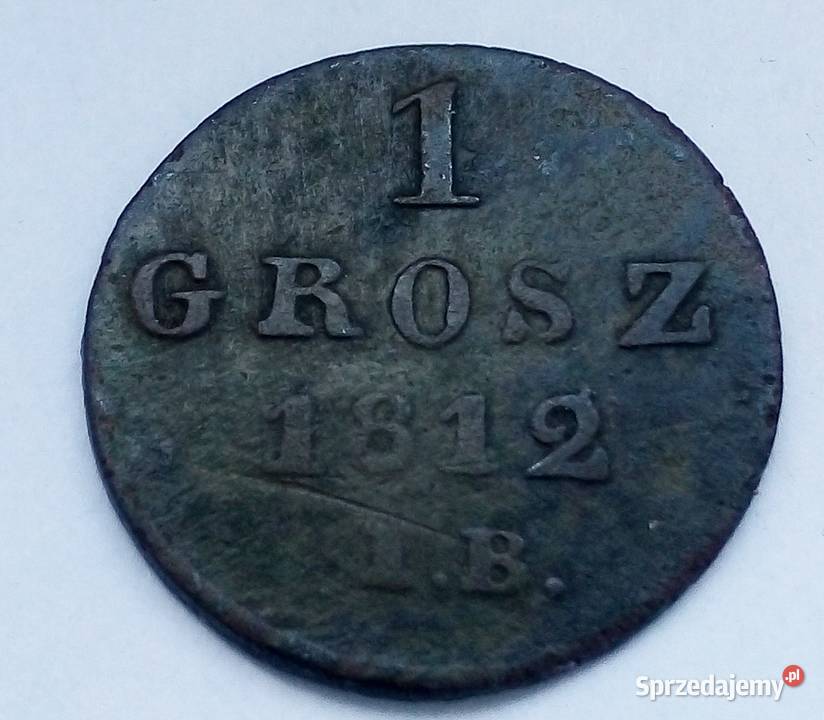 1
GROSZ
1812
I.B.
Sprzedajemy.pl